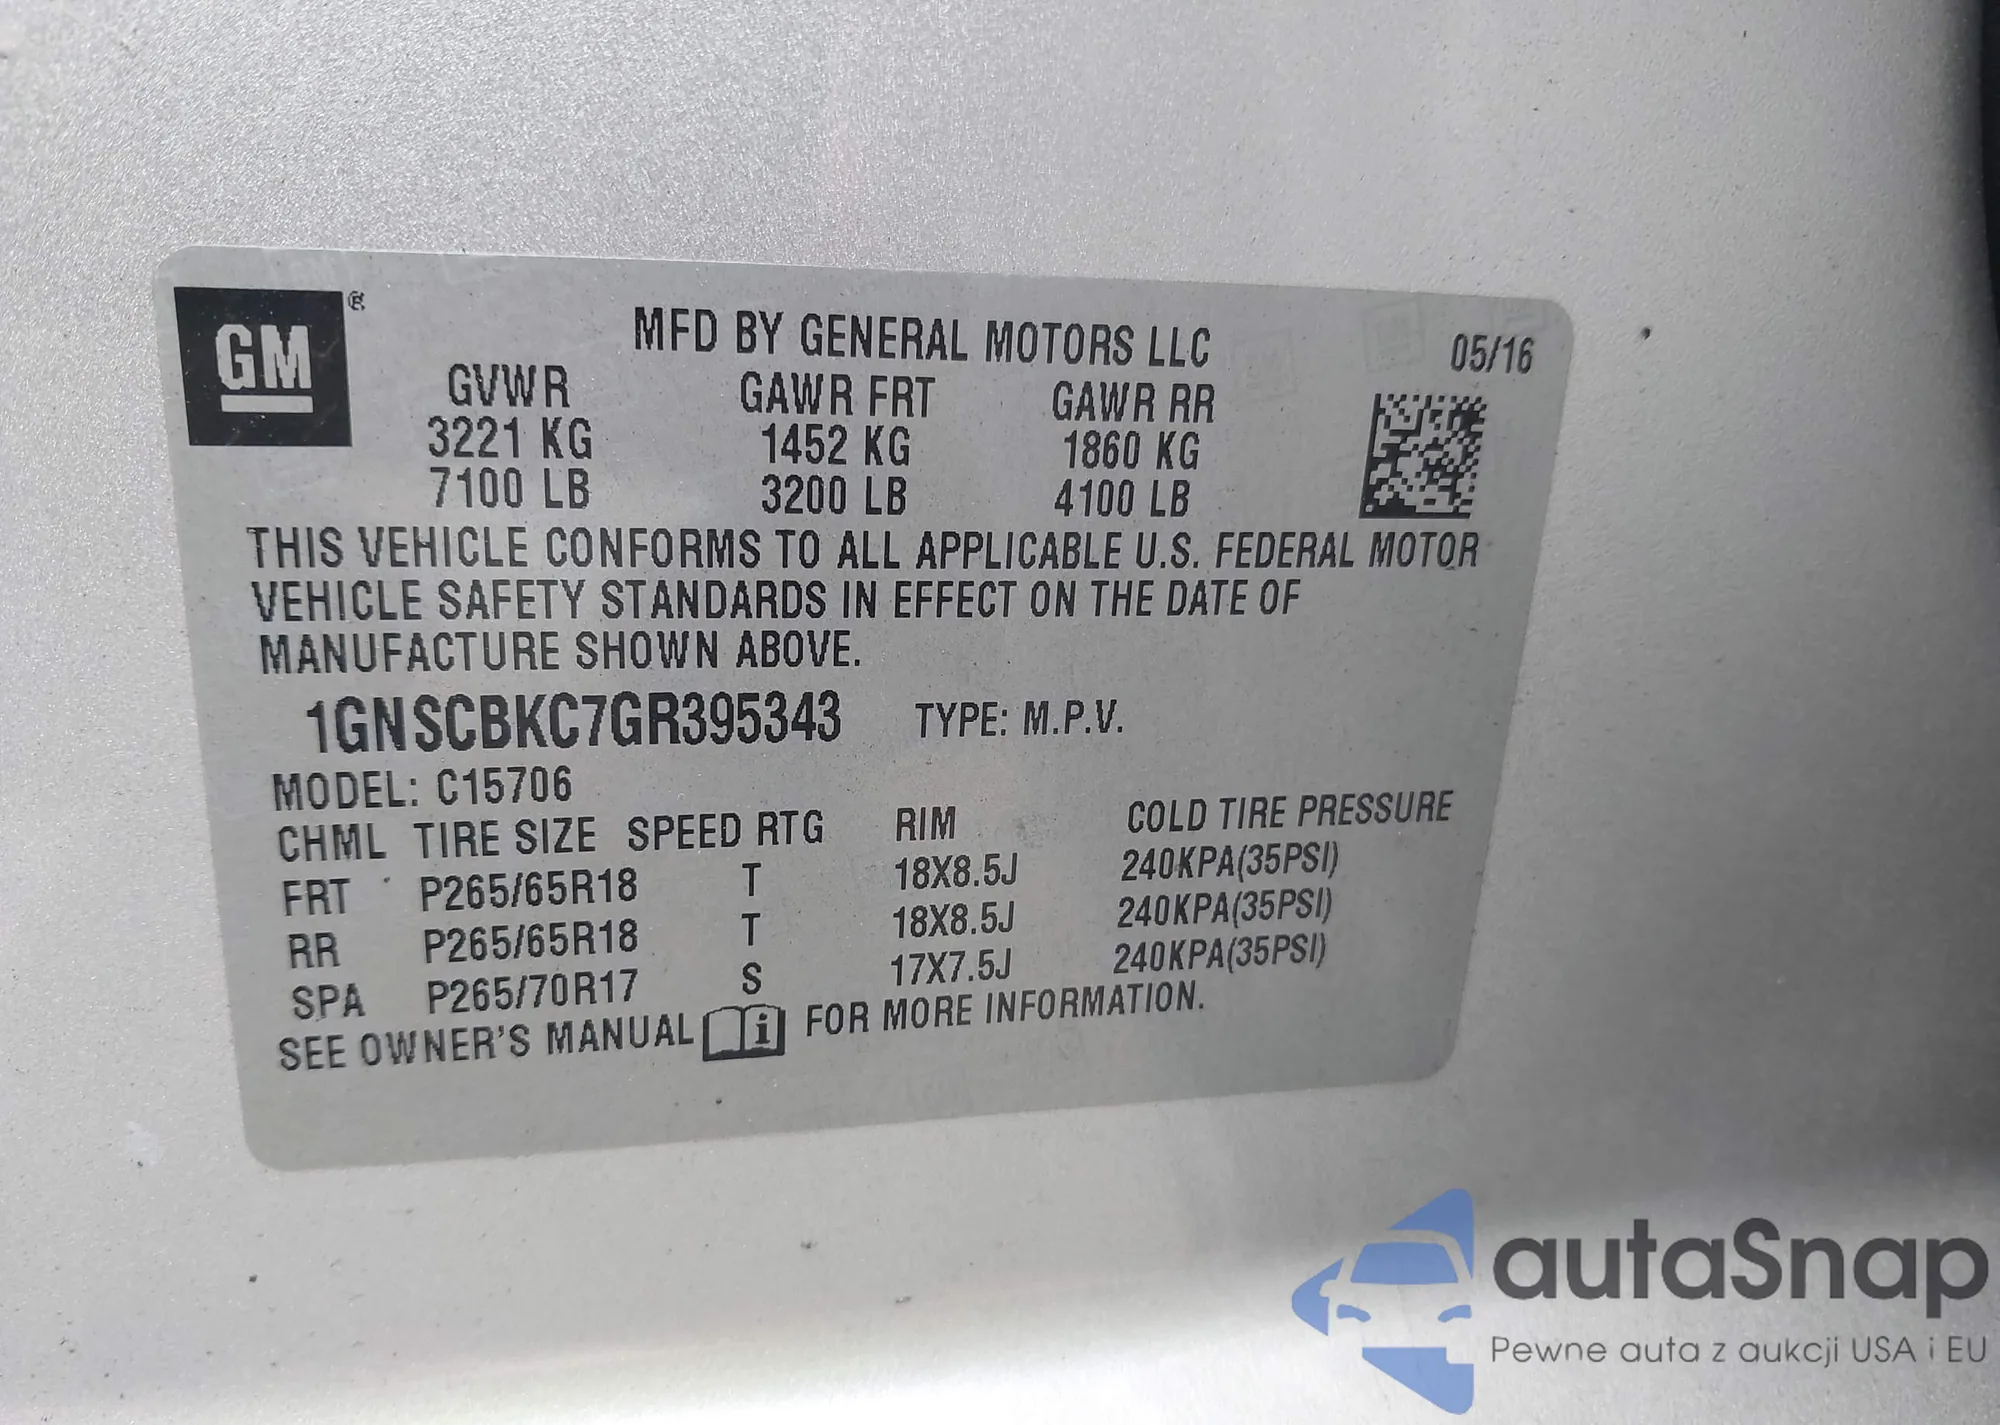 GM ®
MFD BY GENERAL MOTORS LLC 05/16
GVWR GAWR FRT GAWR RR
3221 KG 1452 KG 1860 KG
7100 LB 3200 LB 4100 LB
THIS VEHICLE CONFORMS TO ALL APPLICABLE U.S. FEDERAL MOTOR
VEHICLE SAFETY STANDARDS IN EFFECT ON THE DATE OF
MANUFACTURE SHOWN ABOVE.
1GNSCBKC7GR395343 TYPE: M.P.V.
MODEL: C15706
CHML TIRE SIZE SPEED RTG RIM COLD TIRE PRESSURE
FRT P265/65R18 T 18X8.5J 240KPA(35PSI)
RR P265/65R18 T 18X8.5J 240KPA(35PSI)
SPA P265/70R17 S 17X7.5J 240KPA(35PSI)
SEE OWNER'S MANUAL i FOR MORE INFORMATION.
autaSnap
Pewne auta z aukcji USA i EU